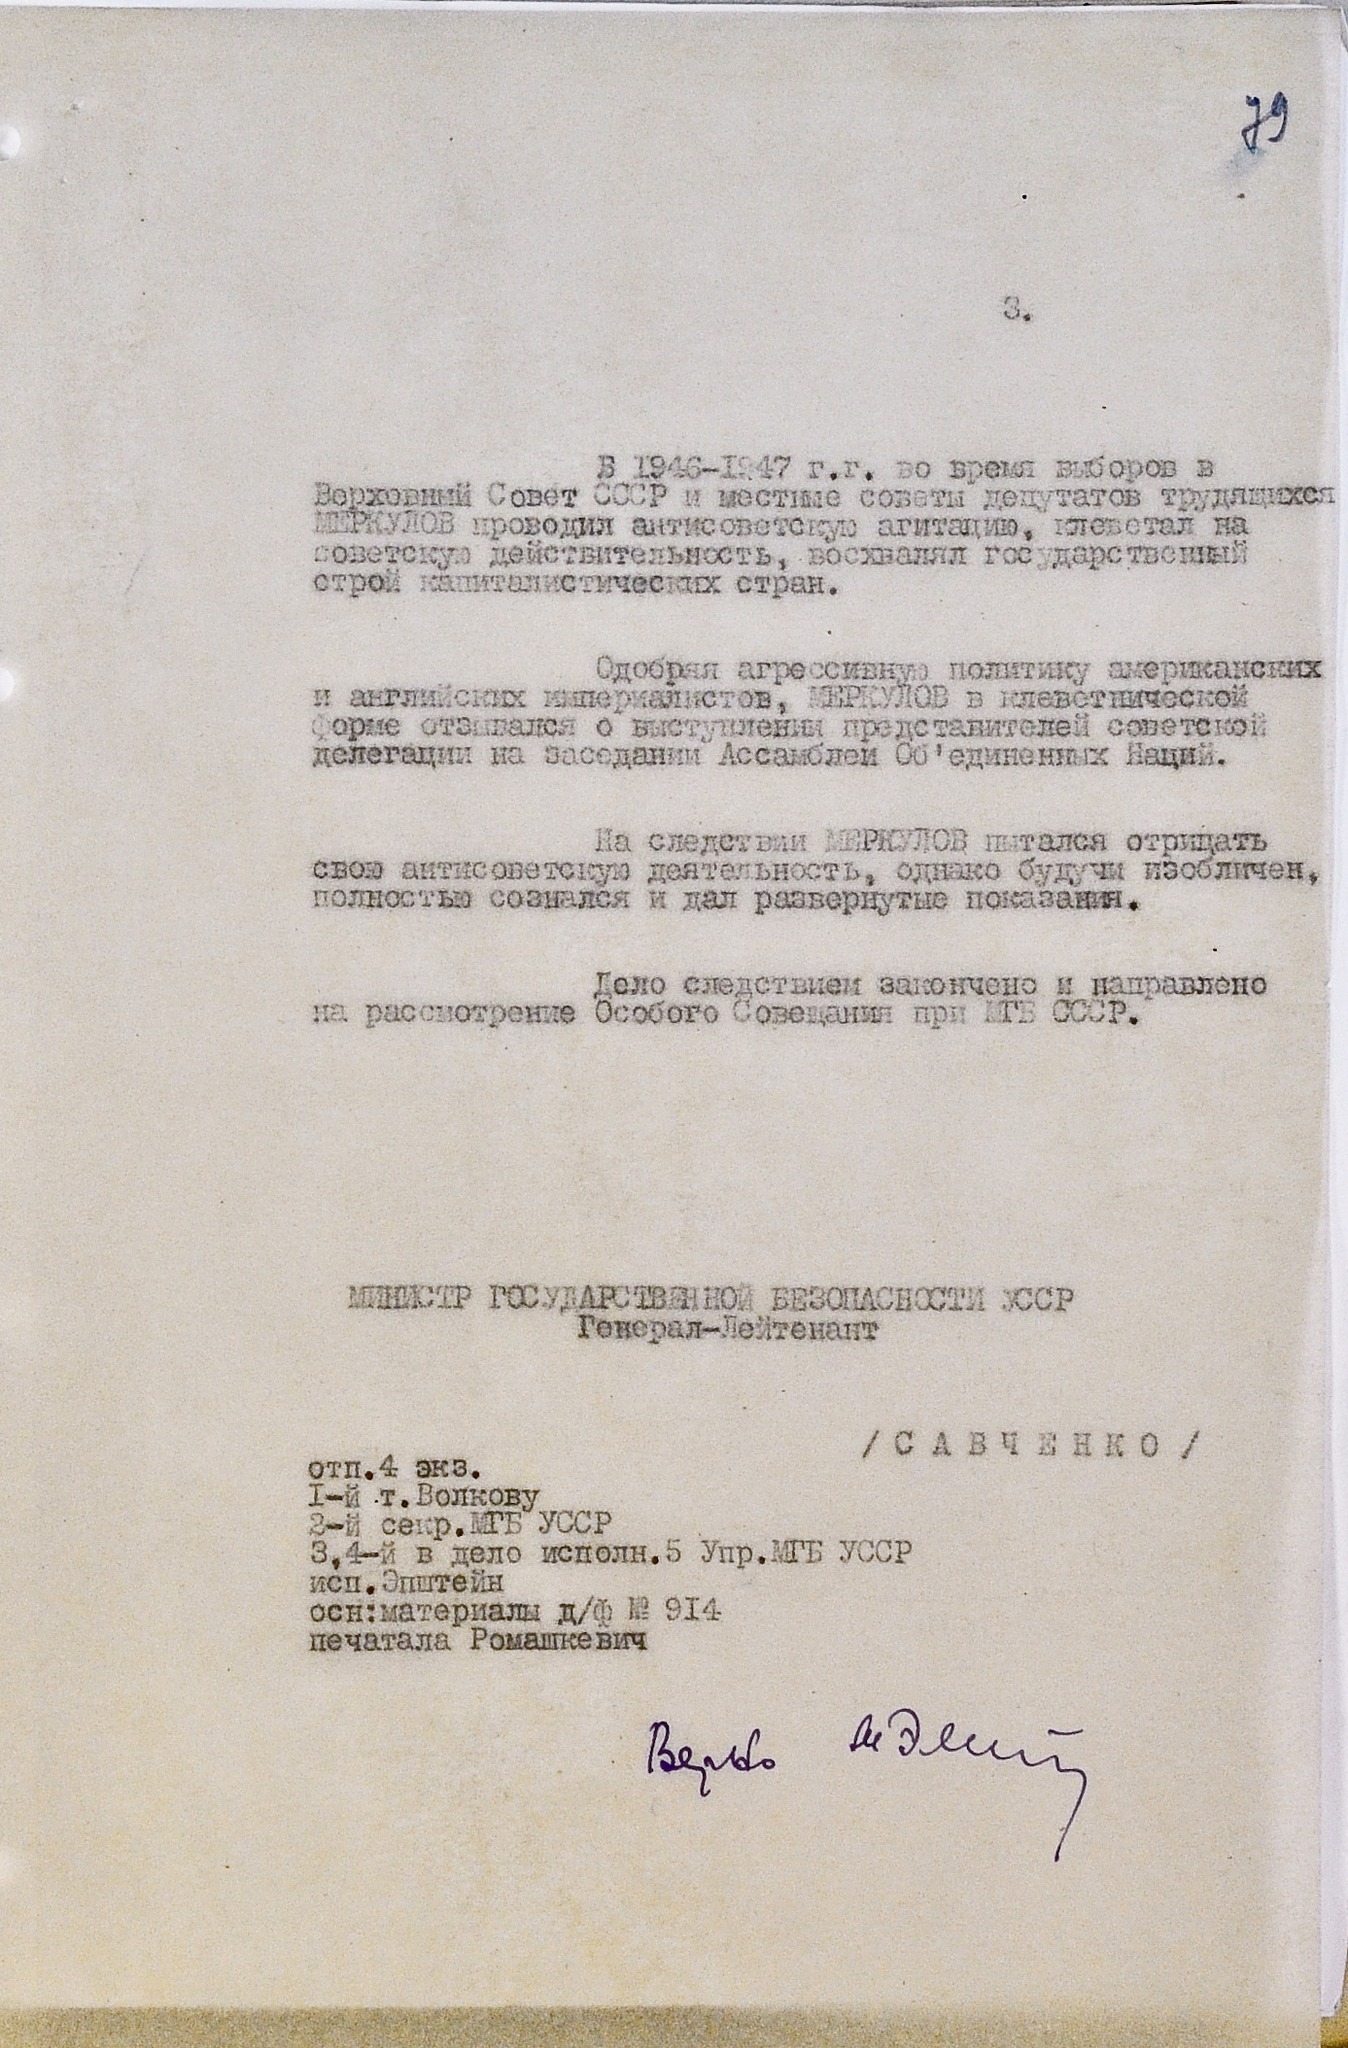 79
3.
В 1946-1947 г.г. во время выборов в
Верховный Совет СССР и местные советы депутатов трудящихся
МЕРКУЛОВ проводил антисоветскую агитацию, клеветал на
советскую действительность, восхвалял государственный
строй капиталистических стран.
Одобряя агрессивную политику американских
и английских империалистов, МЕРКУЛОВ в клеветнической
форме отзывался о выступлении представителей советской
делегации на заседании Ассамблеи Об'единенных Наций.
На следствии МЕРКУЛОВ пытался отрицать
свою антисоветскую деятельность, однако будучи изобличен,
полностью сознался и дал развернутые показания.
Дело следствием закончено и направлено
на рассмотрение Особого Совещания при МГБ СССР.
МИНИСТР ГОСУДАРСТВЕННОЙ БЕЗОПАСНОСТИ УССР
Генерал-Лейтенант
/САВЧЕНКО/
отп.4 экз.
1-й т.Волкову
2-й секр.МГБ УССР
3,4-й в дело исполн.5 Упр.МГБ УССР
исп.Эпштейн
осн:материалы д/ф № 914
печатала Ромашкевич
Верно